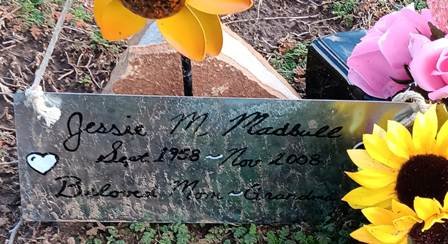 Jessie M Madbull
Sept 1958 ~ Nov 2008
Beloved Mom ~ Grandma